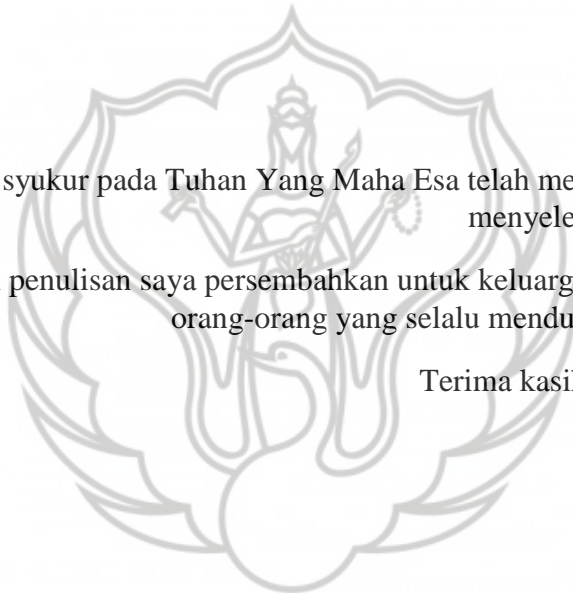 syukur pada Tuhan Yang Maha Esa telah me
menyele
penulisan saya persembahkan untuk keluarg
orang-orang yang selalu mendu
Terima kasi